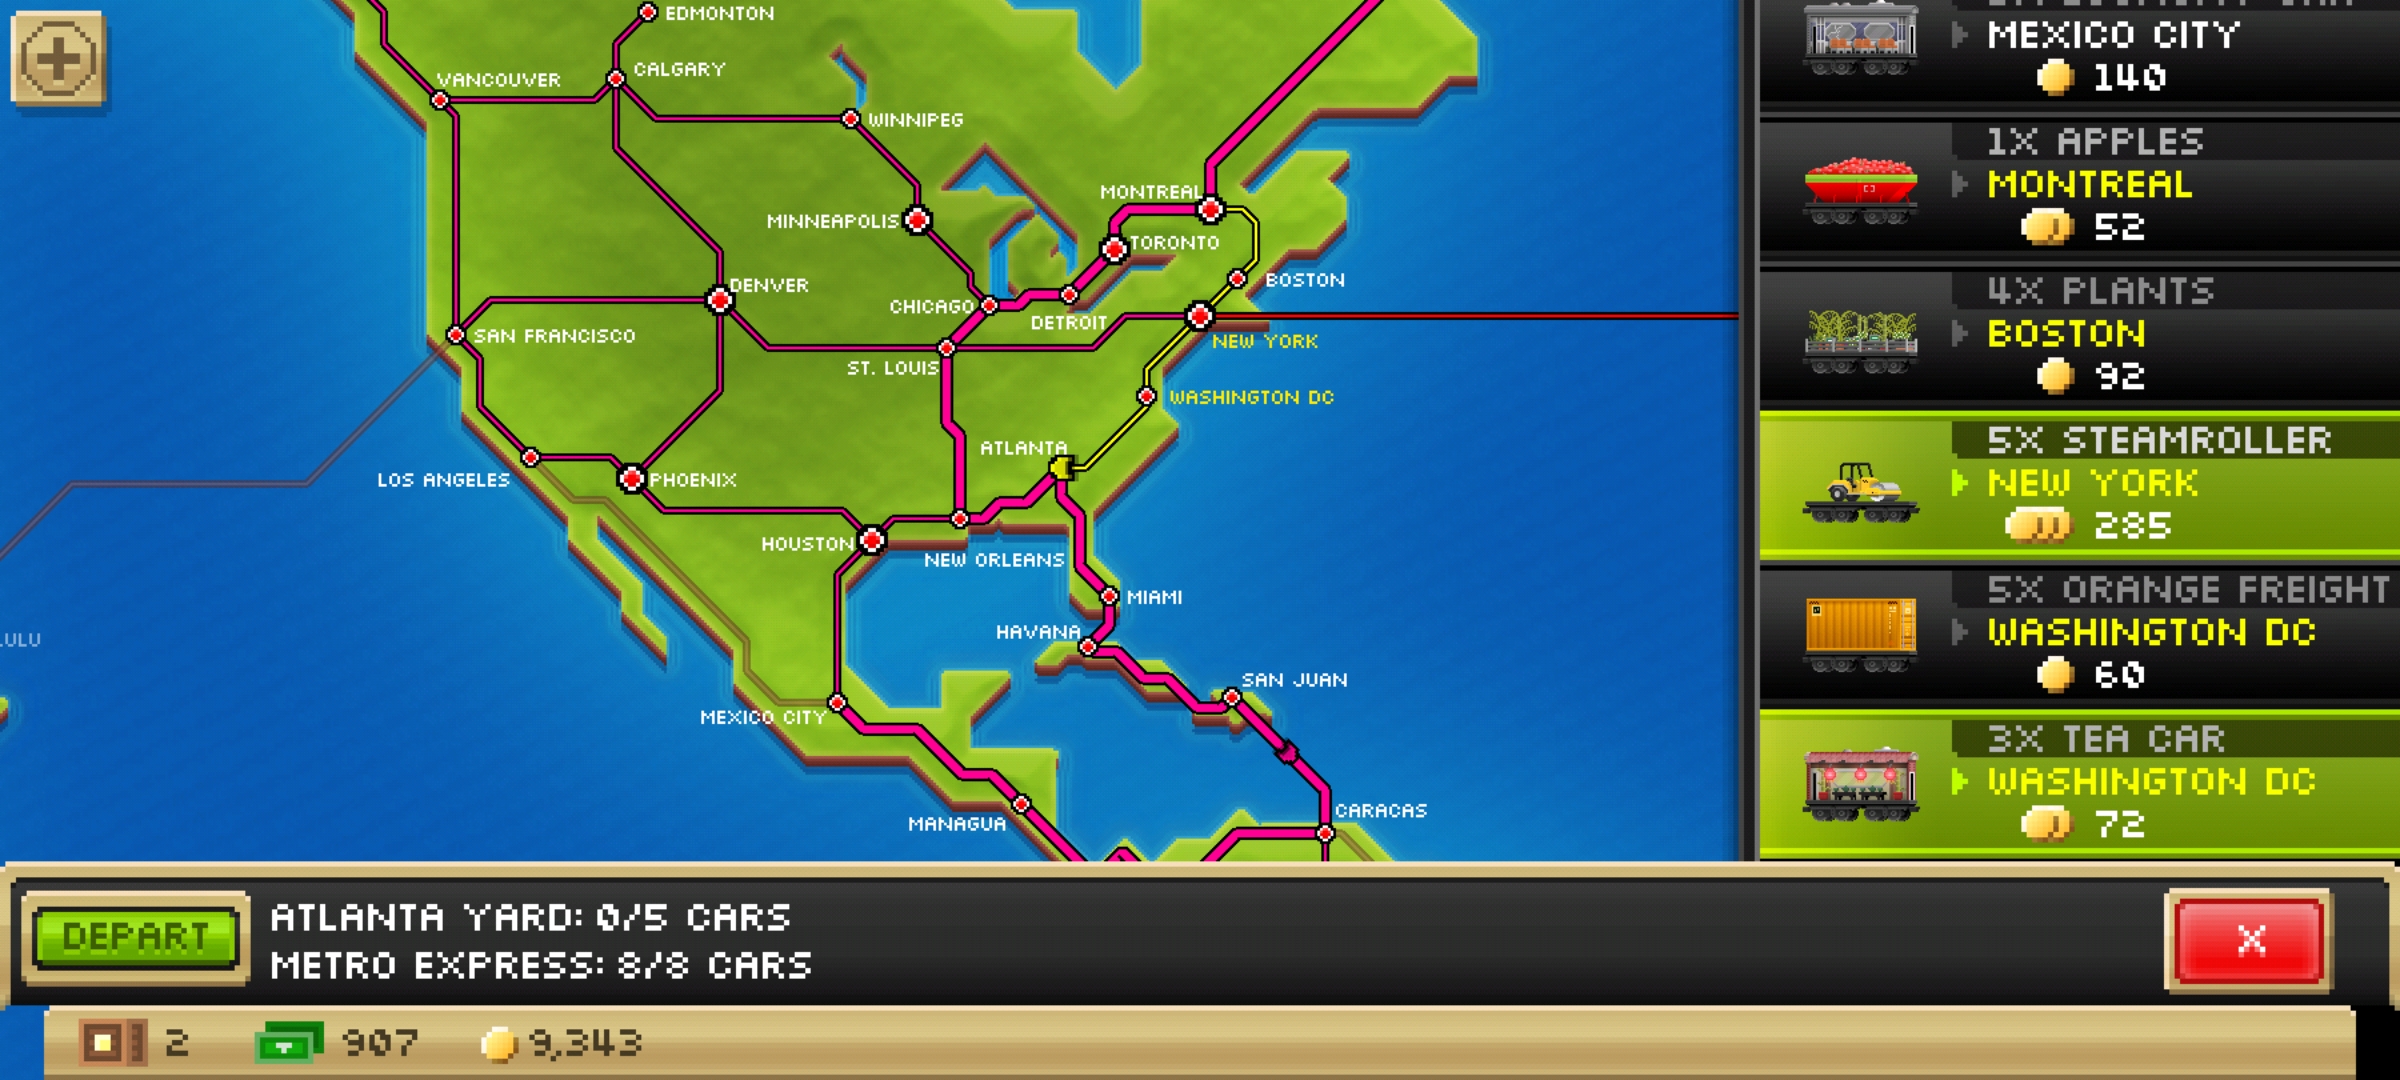 EDMONTON
CALGARY
VANCOUVER
WINNIPEG
MONTREAL
MINNEAPOLIS
TORONTO
BOSTON
DENVER
CHICAGO
DETROIT
SAN FRANCISCO
NEW YORK
ST. LOUIS
WASHINGTON DC
ATLANTA
LOS ANGELES
PHOENIX
HOUSTON
NEW ORLEANS
MIAMI
HAVANA
ULU
SAN JUAN
MEXICO CITY
MANAGUA
CARACAS
MEXICO CITY
140
1X APPLES
MONTREAL
52
4X PLANTS
BOSTON
92
5X STEAMROLLER
NEW YORK
285
5X ORANGE FREIGHT
WASHINGTON DC
60
3X TEA CAR
WASHINGTON DC
72
DEPART
ATLANTA YARD: 0/5 CARS
METRO EXPRESS: 8/8 CARS
X
2
907
9,343